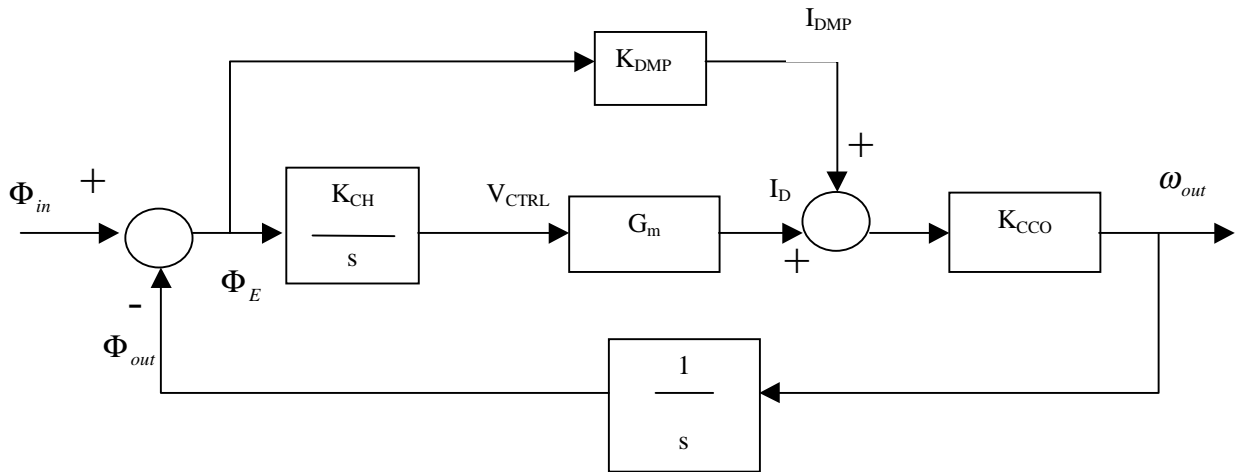 I_DMP
K_DMP
+
+
Φ_in
K_CH
s
V_CTRL
G_m
I_D
+
K_CCO
ω_out
Φ_E
-
Φ_out
1
s